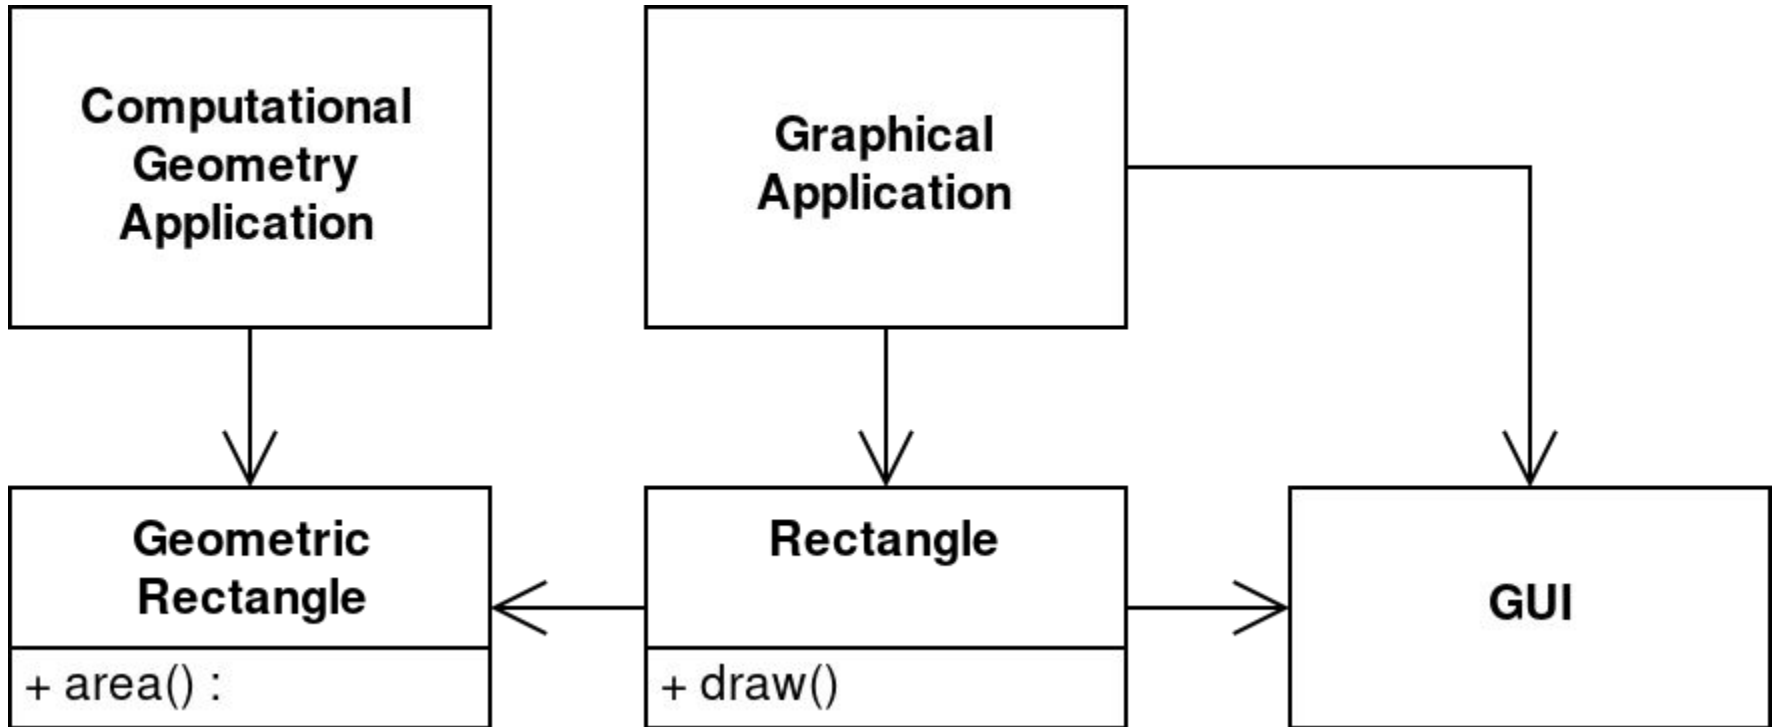 Computational
Geometry
Application
Graphical
Application
Geometric
Rectangle
+ area() :
Rectangle
+ draw()
GUI